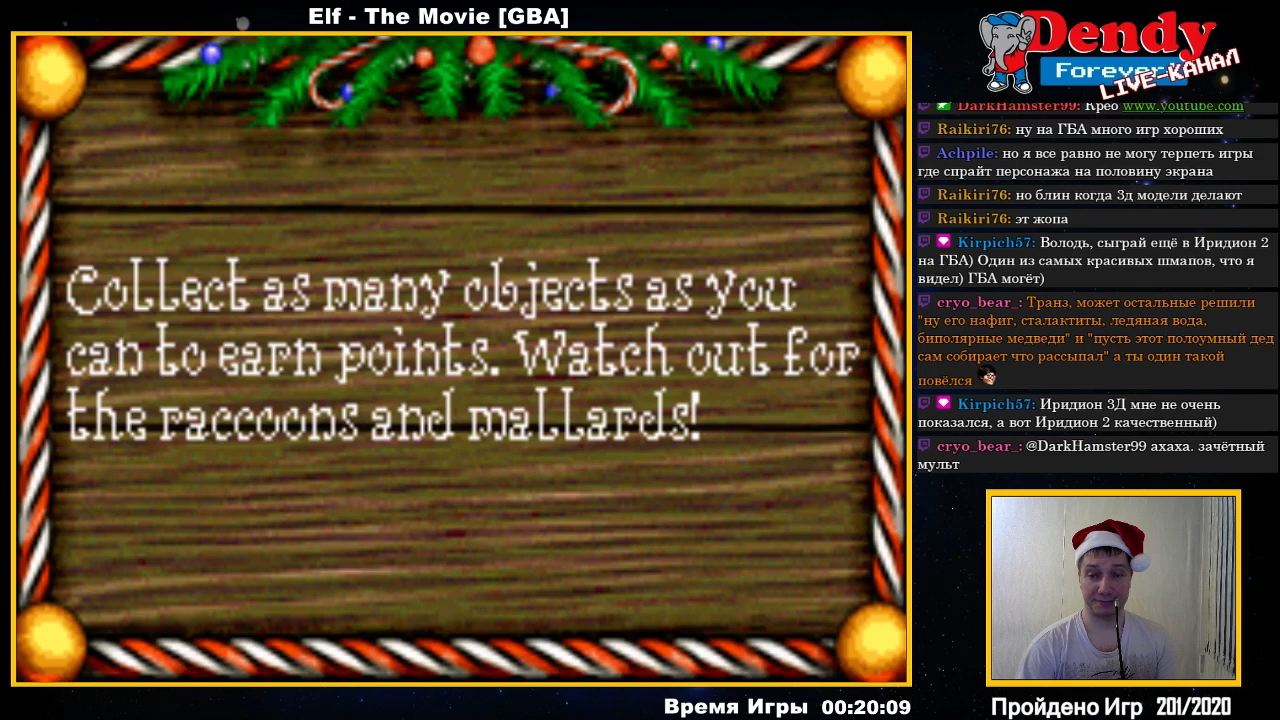 Elf - The Movie [GBA]
Dendy
Forever
LIVE-КАНАЛ
Collect as many objects as you
can to earn points. Watch out for
the raccoons and mallards!
DarkHamster99: Крео www.youtube.com
Raikiri76: ну на ГБА много игр хороших
Achpile: но я все равно не могу терпеть игры
где спрайт персонажа на половину экрана
Raikiri76: но блин когда 3д модели делают
Raikiri76: эт жопа
Kirpich57: Володь, сыграй ещё в Иридион 2
на ГБА) Один из самых красивых шмапов, что я
видел) ГБА могёт)
cryo_bear_: Транз, может остальные решили
"ну его нафиг, сталактиты, ледяная вода,
биполярные медведи" и "пусть этот полоумный дед
сам собирает что рассыпал" а ты один такой
повёлся
Kirpich57: Иридион 3Д мне не очень
показался, а вот Иридион 2 качественный)
cryo_bear_: @DarkHamster99 ахаха. зачётный
мульт
Время Игры 00:20:09
Пройдено Игр 201/2020